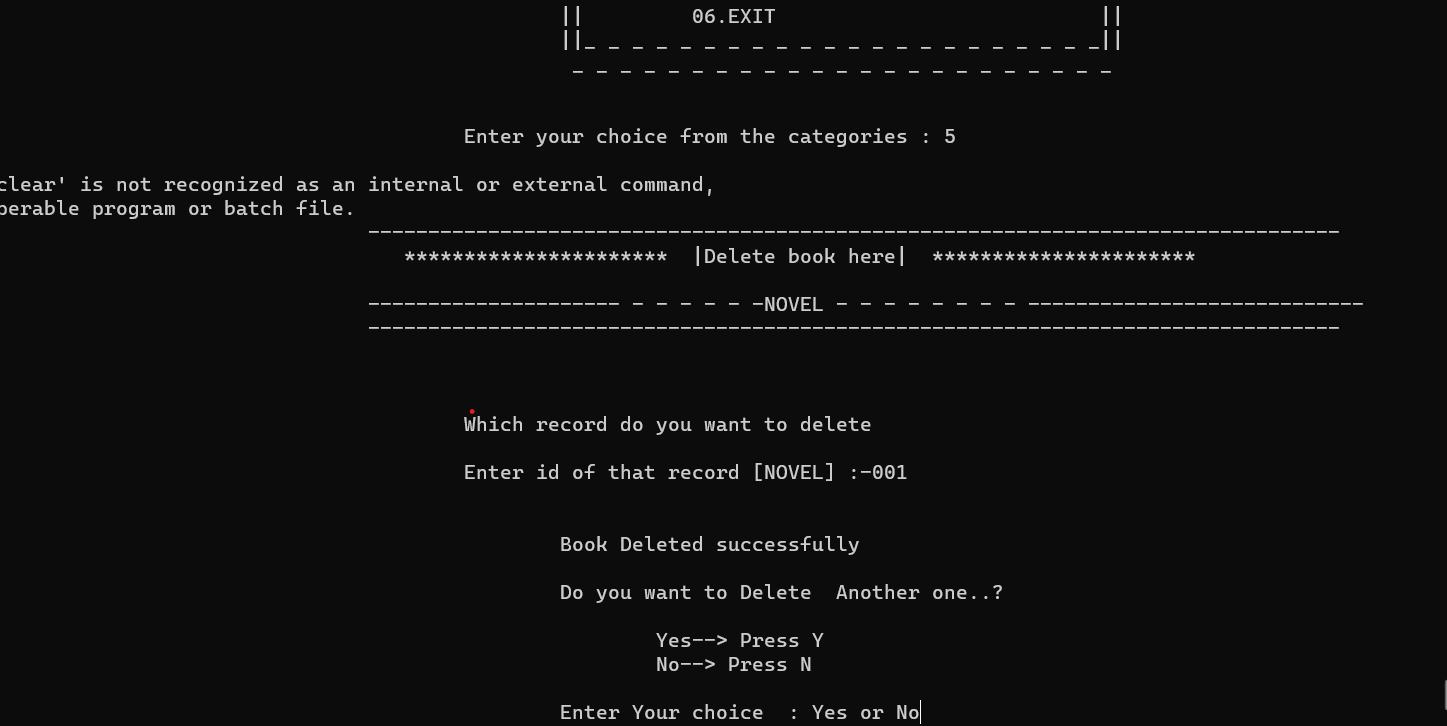 ||         06.EXIT                           ||
||_ _ _ _ _ _ _ _ _ _ _ _ _ _ _ _ _ _ _ _ _ _||
_ _ _ _ _ _ _ _ _ _ _ _ _ _ _ _ _ _ _ _ _ _ _
Enter your choice from the categories : 5
clear' is not recognized as an internal or external command,
perable program or batch file.
---------------------------------------------------------------------------------
**********************  |Delete book here|  **********************
--------------------- - - - - - -NOVEL - - - - - - - - ----------------------------
---------------------------------------------------------------------------------
Which record do you want to delete
Enter id of that record [NOVEL] :-001
Book Deleted successfully
Do you want to Delete  Another one..?
Yes--> Press Y
No--> Press N
Enter Your choice  : Yes or No